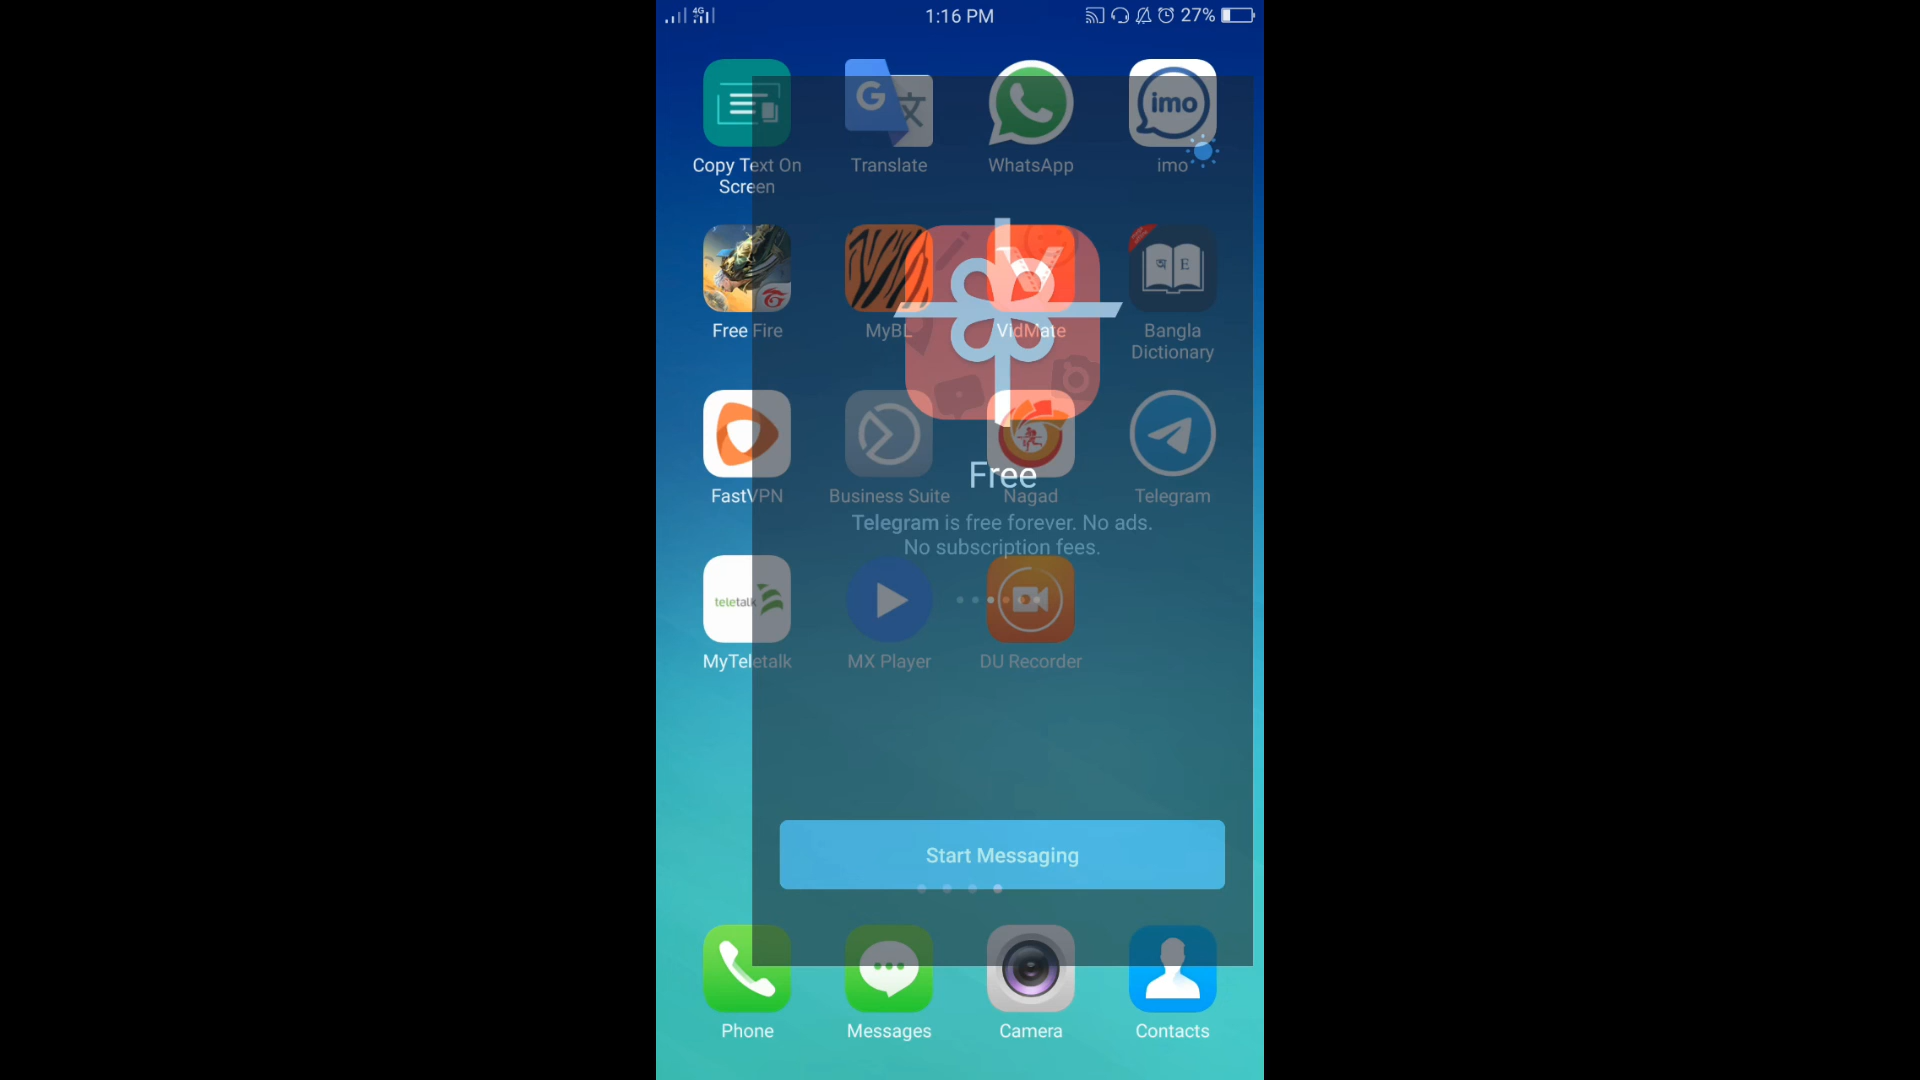 4G
1:16 PM
27%
G
文
imo
Copy Text On
Screen
Translate
WhatsApp
imo
অ E
Free Fire
MyBL
VidMate
Bangla
Dictionary
Free
FastVPN
Business Suite
Nagad
Telegram
Telegram is free forever. No ads.
No subscription fees.
teletalk
MyTeletalk
MX Player
DU Recorder
Start Messaging
Phone
Messages
Camera
Contacts